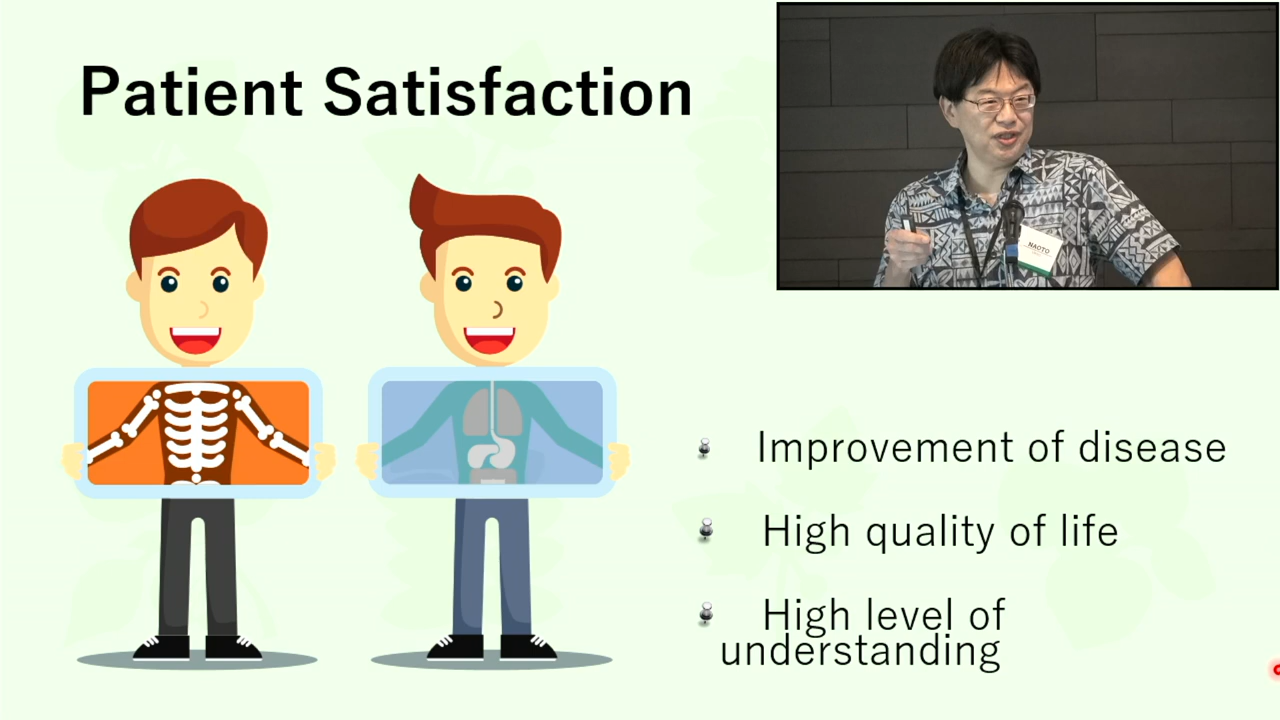 Patient Satisfaction
NAOTO
Improvement of disease
High quality of life
High level of
understanding